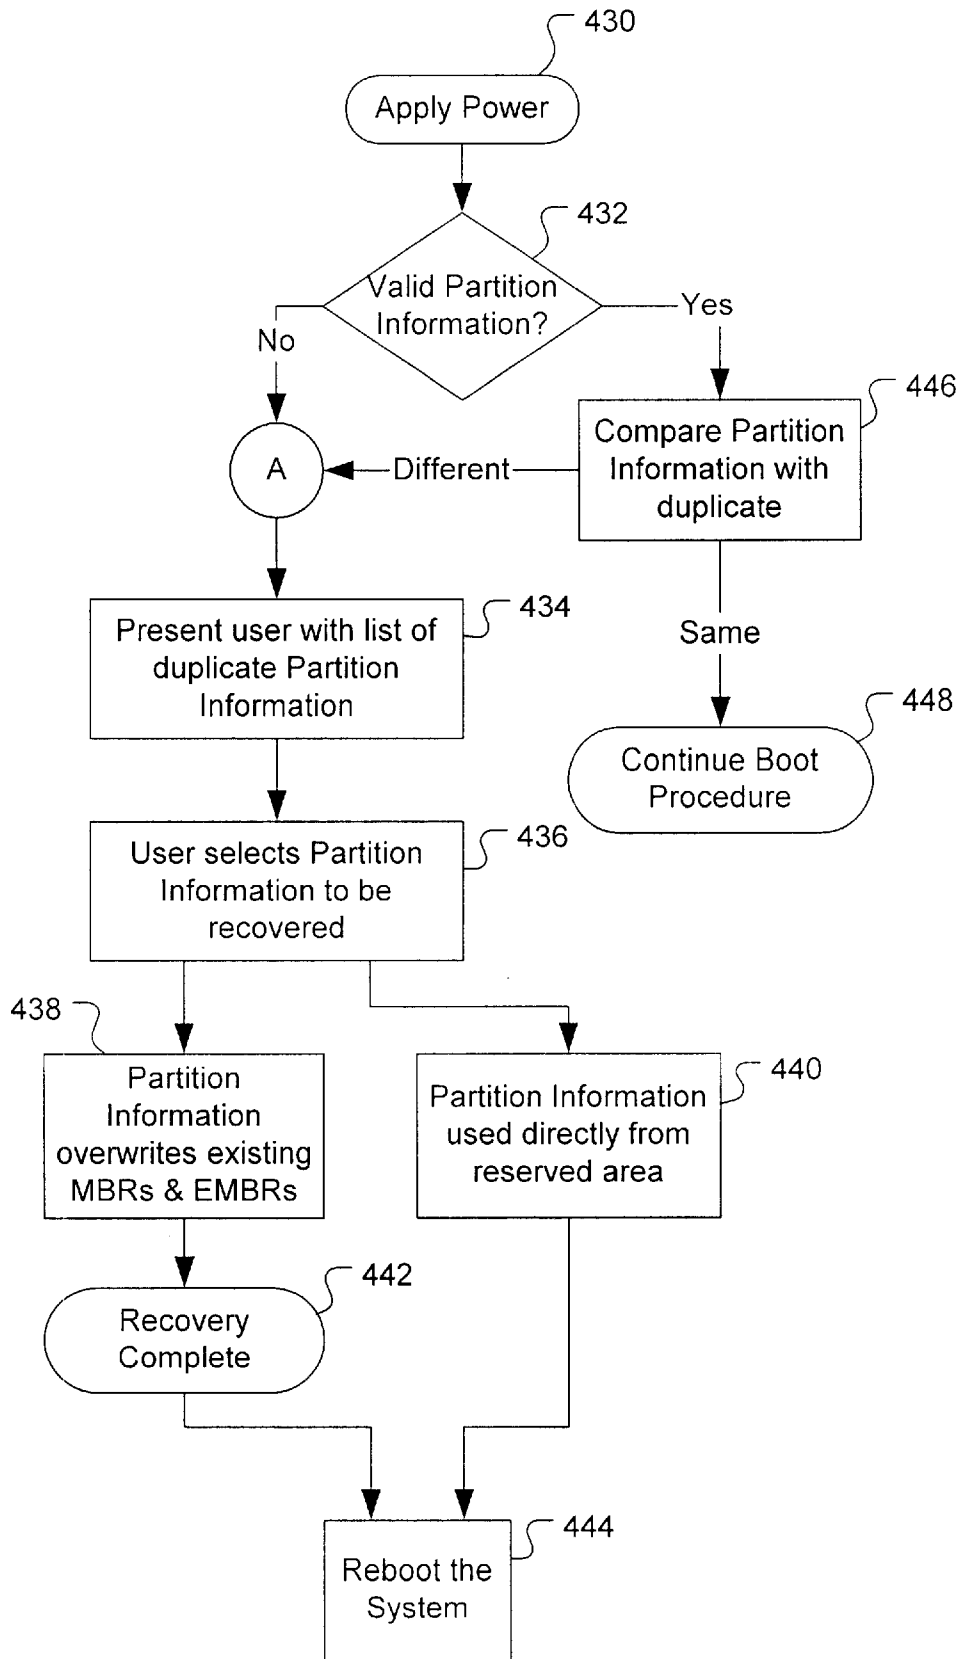 430
Apply Power
432
Valid Partition
Information?
Yes
No
446
Compare Partition
Information with
duplicate
Different
A
434
Present user with list of
duplicate Partition
Information
Same
448
Continue Boot
Procedure
436
User selects Partition
Information to be
recovered
438
Partition
Information
overwrites existing
MBRs & EMBRs
440
Partition Information
used directly from
reserved area
442
Recovery
Complete
444
Reboot the
System